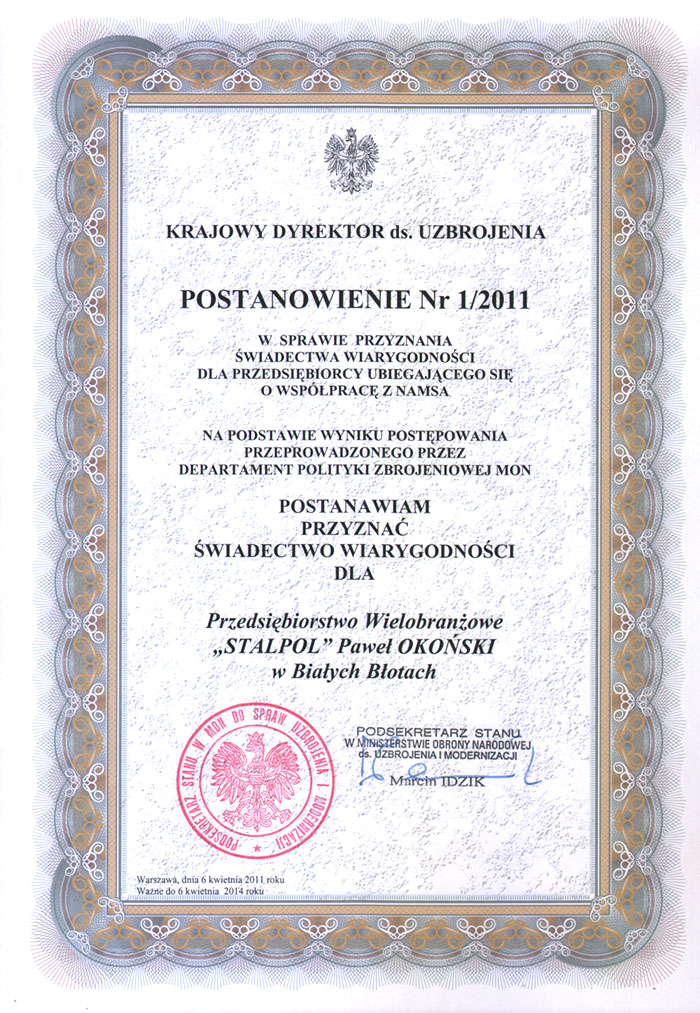 KRAJOWY DYREKTOR ds. UZBROJENIA
POSTANOWIENIE Nr 1/2011
W SPRAWIE PRZYZNANIA
ŚWIADECTWA WIARYGODNOŚCI
DLA PRZEDSIĘBIORCY UBIEGAJĄCEGO SIĘ
O WSPÓŁPRACĘ Z NAMSA
NA PODSTAWIE WYNIKU POSTĘPOWANIA
PRZEPROWADZONEGO PRZEZ
DEPARTAMENT POLITYKI ZBROJENIOWEJ MON
POSTANAWIAM
PRZYZNAĆ
ŚWIADECTWO WIARYGODNOŚCI
DLA
Przedsiębiorstwo Wielobranżowe
„STALPOL” Paweł OKOŃSKI
w Białych Błotach
PODSEKRETARZ STANU W MON DO SPRAW UZBROJENIA I MODERNIZACJI
PODSEKRETARZ STANU
W MINISTERSTWIE OBRONY NARODOWEJ
ds. UZBROJENIA I MODERNIZACJI
Marcin IDZIK
Warszawa, dnia 6 kwietnia 2011 roku
Ważne do 6 kwietnia 2014 roku